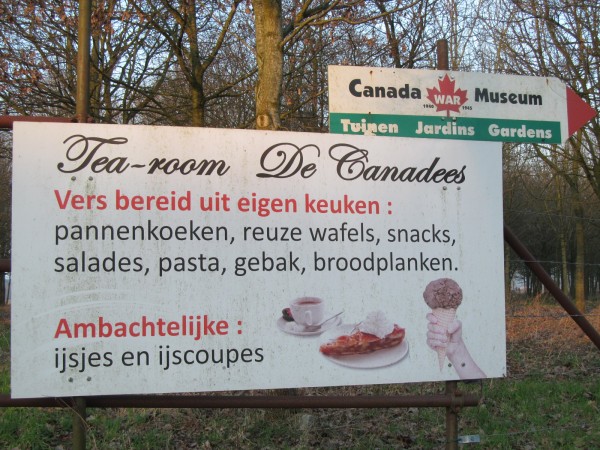 Canada WAR Museum
Tuinen Jardins Gardens
Tea-room De Canadees
Vers bereid uit eigen keuken :
pannenkoeken, reuze wafels, snacks,
salades, pasta, gebak, broodplanken.
Ambachtelijke :
ijsjes en ijscoupes